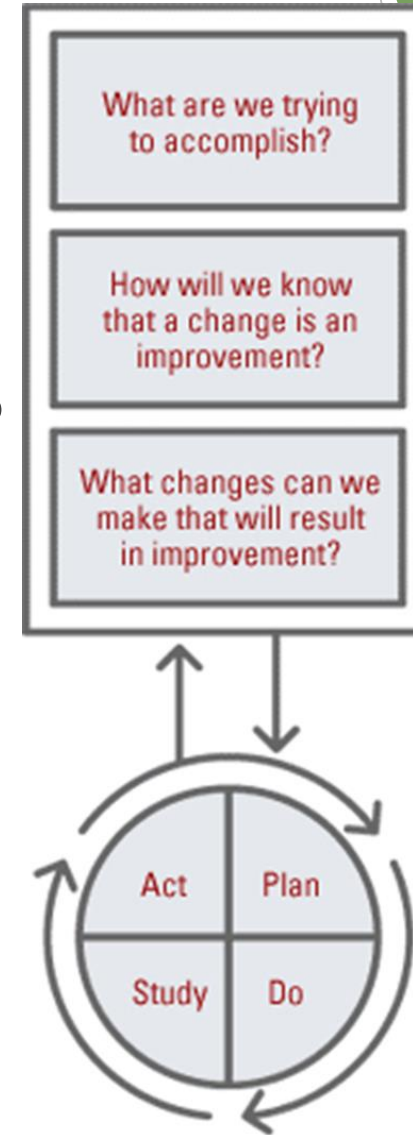 What are we trying
to accomplish?
How will we know
that a change is an
improvement?
What changes can we
make that will result
in improvement?
Act
Plan
Study
Do